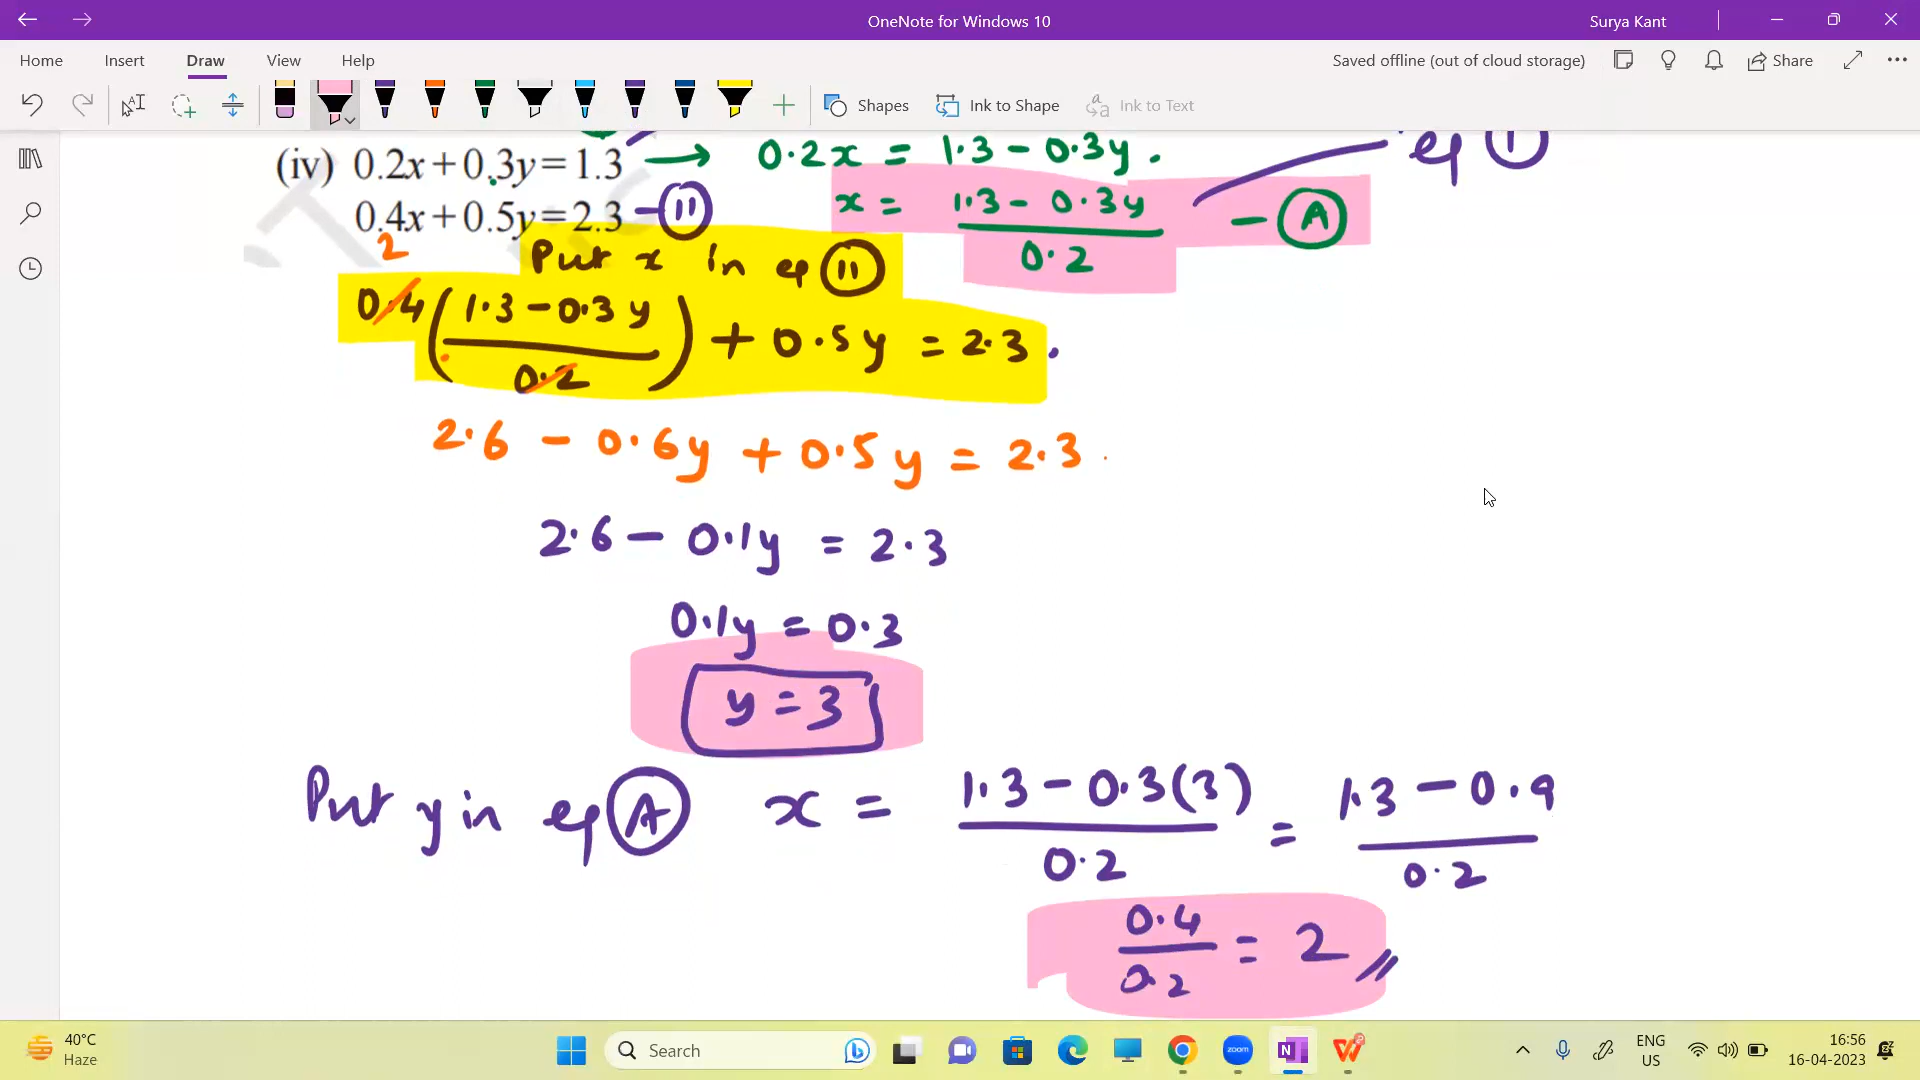 OneNote for Windows 10
Surya Kant
Home Insert Draw View Help
Saved offline (out of cloud storage)
Share
Shapes
Ink to Shape
Ink to Text
(iv) 0.2x + 0.3y = 1.3 → 0.2x = 1.3 - 0.3y.
eq I
0.4x + 0.5y = 2.3 - II
x = (1.3 - 0.3y)/0.2 - A
2
Put x in eq II
0.4((1.3 - 0.3y)/0.2) + 0.5y = 2.3.
2.6 - 0.6y + 0.5y = 2.3
2.6 - 0.1y = 2.3
0.1y = 0.3
y = 3
Put y in eq A x = (1.3 - 0.3(3))/0.2 = (1.3 - 0.9)/0.2
0.4/0.2 = 2
40°C
Haze
Search
zoom
ENG
US
16:56
16-04-2023